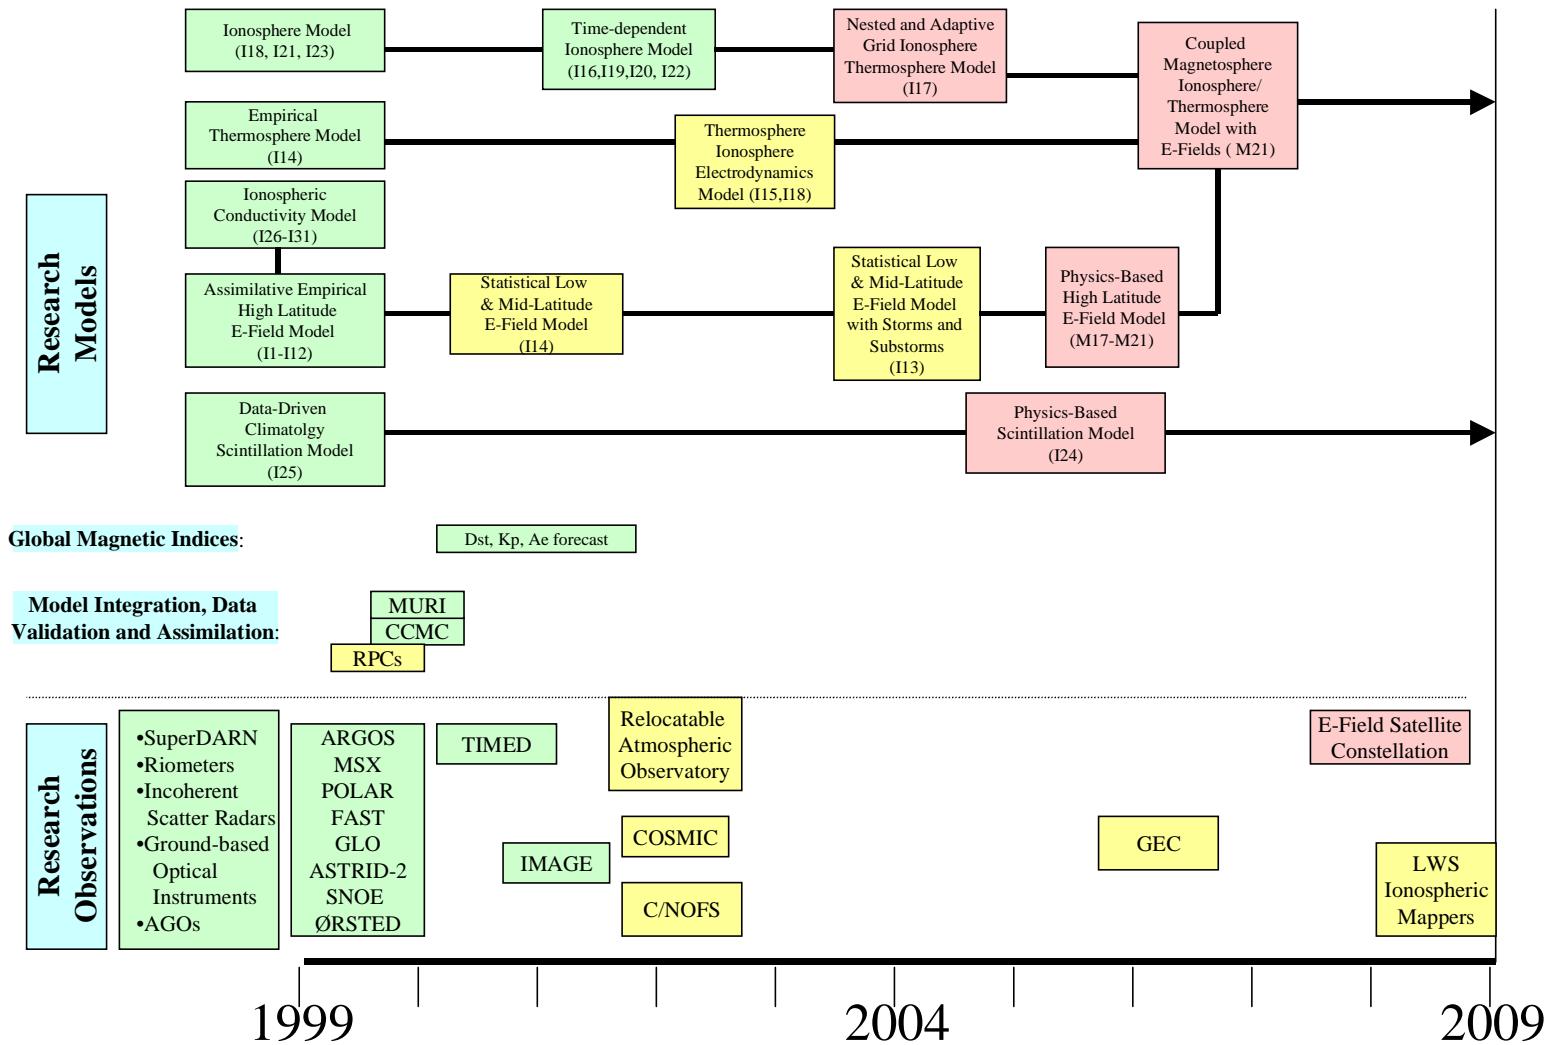 Ionosphere Model
(I18, I21, I23)
Time-dependent
Ionosphere Model
(I16,I19,I20, I22)
Nested and Adaptive
Grid Ionosphere
Thermosphere Model
(I17)
Coupled
Magnetosphere
Ionosphere/
Thermosphere
Model with
E-Fields ( M21)
Empirical
Thermosphere Model
(I14)
Thermosphere
Ionosphere
Electrodynamics
Model (I15,I18)
Research
Models
Ionospheric
Conductivity Model
(I26-I31)
Assimilative Empirical
High Latitude
E-Field Model
(I1-I12)
Statistical Low
& Mid-Latitude
E-Field Model
(I14)
Statistical Low
& Mid-Latitude
E-Field Model
with Storms and
Substorms
(I13)
Physics-Based
High Latitude
E-Field Model
(M17-M21)
Data-Driven
Climatolgy
Scintillation Model
(I25)
Physics-Based
Scintillation Model
(I24)
Global Magnetic Indices:
Dst, Kp, Ae forecast
Model Integration, Data
Validation and Assimilation:
MURI
CCMC
RPCs
Research
Observations
•SuperDARN
•Riometers
•Incoherent
Scatter Radars
•Ground-based
Optical
Instruments
•AGOs
ARGOS
MSX
POLAR
FAST
GLO
ASTRID-2
SNOE
ØRSTED
TIMED
IMAGE
Relocatable
Atmospheric
Observatory
COSMIC
C/NOFS
GEC
E-Field Satellite
Constellation
LWS
Ionospheric
Mappers
1999
2004
2009